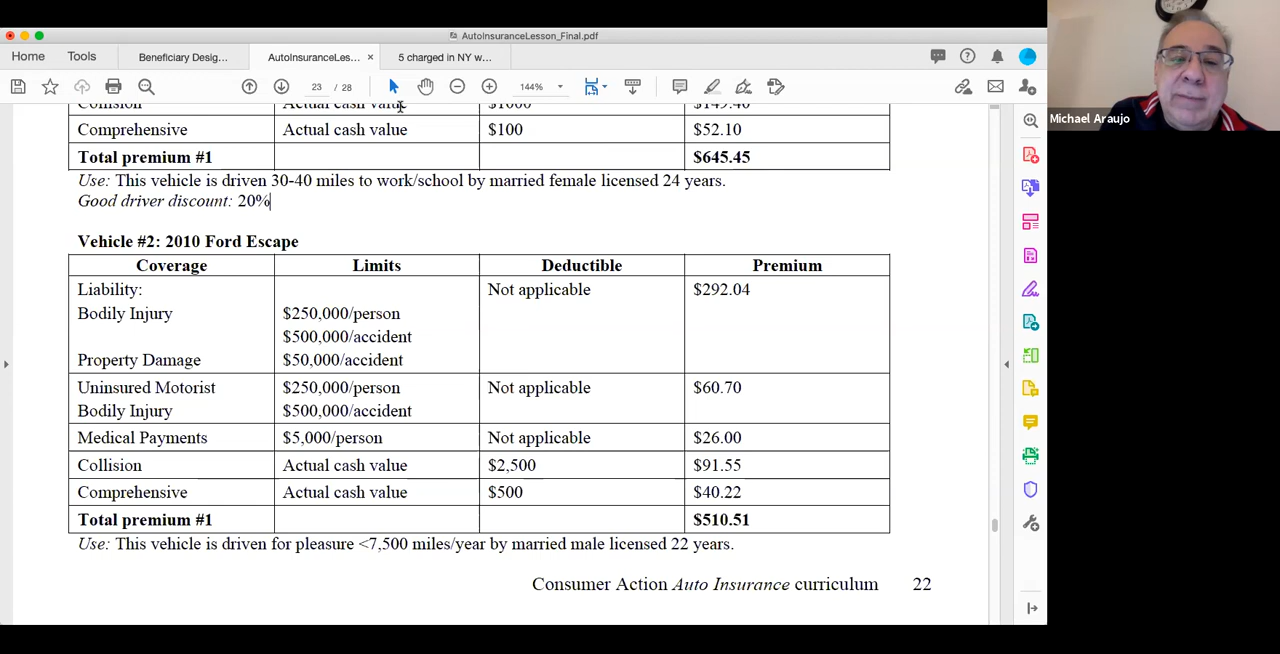 AutoInsuranceLesson_Final.pdf
Home
Tools
Beneficiary Desig...
AutoInsuranceLes... ×
5 charged in NY w...
23 / 28
144%
Collision Actual cash value $1000 $149.40
Comprehensive Actual cash value $100 $52.10
Total premium #1 $645.45
Use: This vehicle is driven 30-40 miles to work/school by married female licensed 24 years.
Good driver discount: 20%
Vehicle #2: 2010 Ford Escape
Coverage Limits Deductible Premium
Liability: Not applicable $292.04
Bodily Injury $250,000/person
$500,000/accident
Property Damage $50,000/accident
Uninsured Motorist $250,000/person Not applicable $60.70
Bodily Injury $500,000/accident
Medical Payments $5,000/person Not applicable $26.00
Collision Actual cash value $2,500 $91.55
Comprehensive Actual cash value $500 $40.22
Total premium #1 $510.51
Use: This vehicle is driven for pleasure <7,500 miles/year by married male licensed 22 years.
Consumer Action Auto Insurance curriculum 22
Michael Araujo